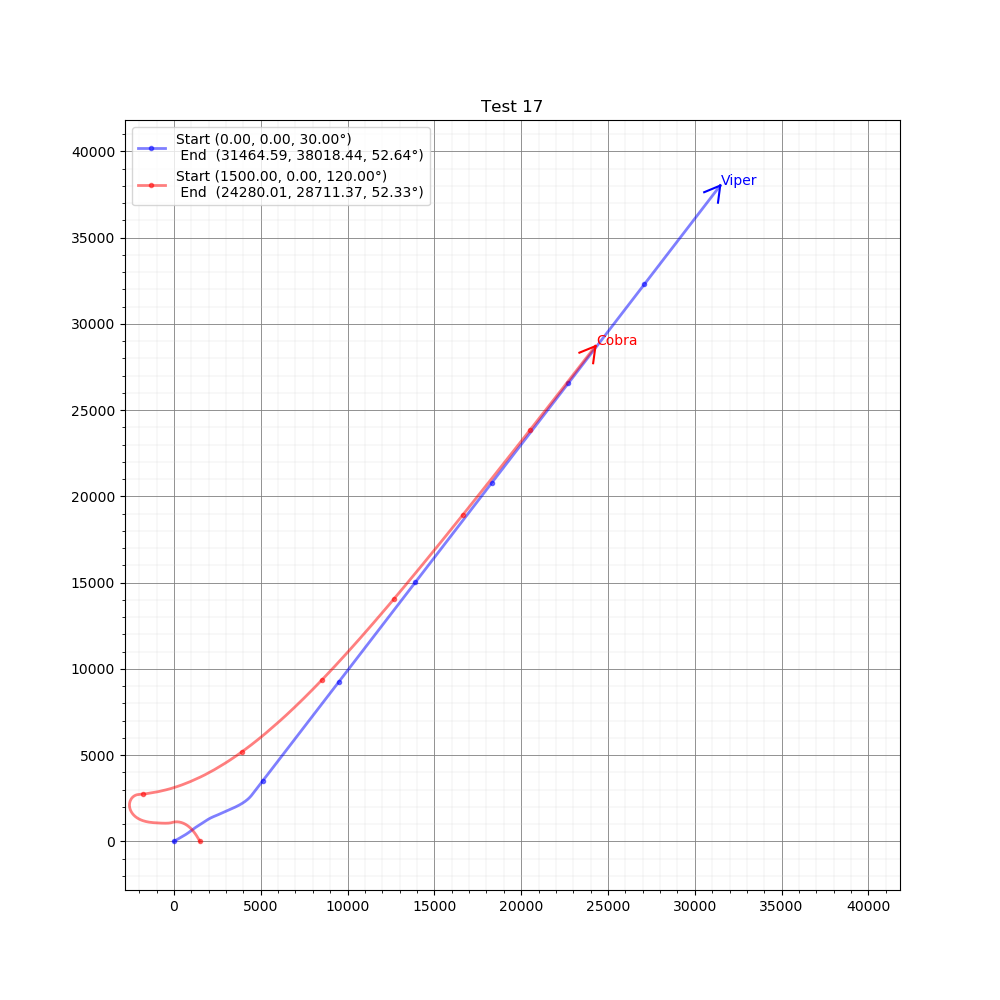 Test 17
Start (0.00, 0.00, 30.00°)
End (31464.59, 38018.44, 52.64°)
Start (1500.00, 0.00, 120.00°)
End (24280.01, 28711.37, 52.33°)
Viper
Cobra
40000
35000
30000
25000
20000
15000
10000
5000
0
0 5000 10000 15000 20000 25000 30000 35000 40000